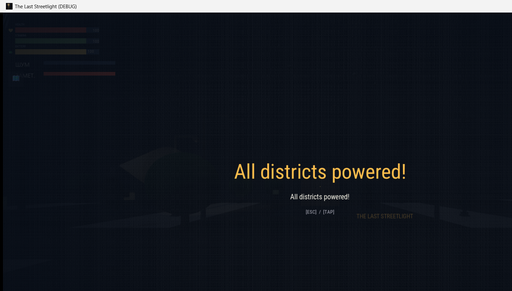 The Last Streetlight (DEBUG)
All districts powered!
All districts powered!
[ESC] / [TAP]
THE LAST STREETLIGHT